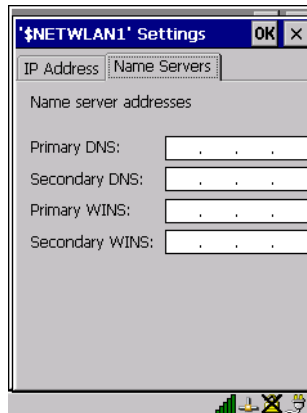 '$NETWLAN1' Settings OK ×
IP Address Name Servers
Name server addresses
Primary DNS: . . .
Secondary DNS: . . .
Primary WINS: . . .
Secondary WINS: . . .